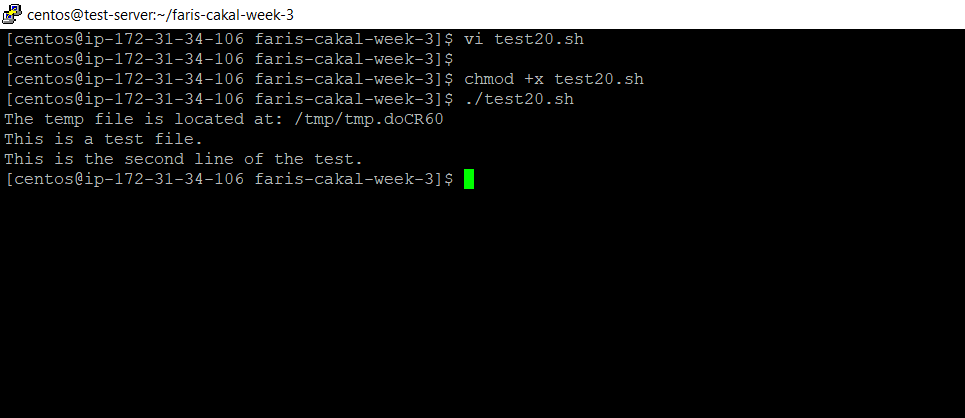 centos@test-server:~/faris-cakal-week-3
[centos@ip-172-31-34-106 faris-cakal-week-3]$ vi test20.sh
[centos@ip-172-31-34-106 faris-cakal-week-3]$
[centos@ip-172-31-34-106 faris-cakal-week-3]$ chmod +x test20.sh
[centos@ip-172-31-34-106 faris-cakal-week-3]$ ./test20.sh
The temp file is located at: /tmp/tmp.doCR60
This is a test file.
This is the second line of the test.
[centos@ip-172-31-34-106 faris-cakal-week-3]$